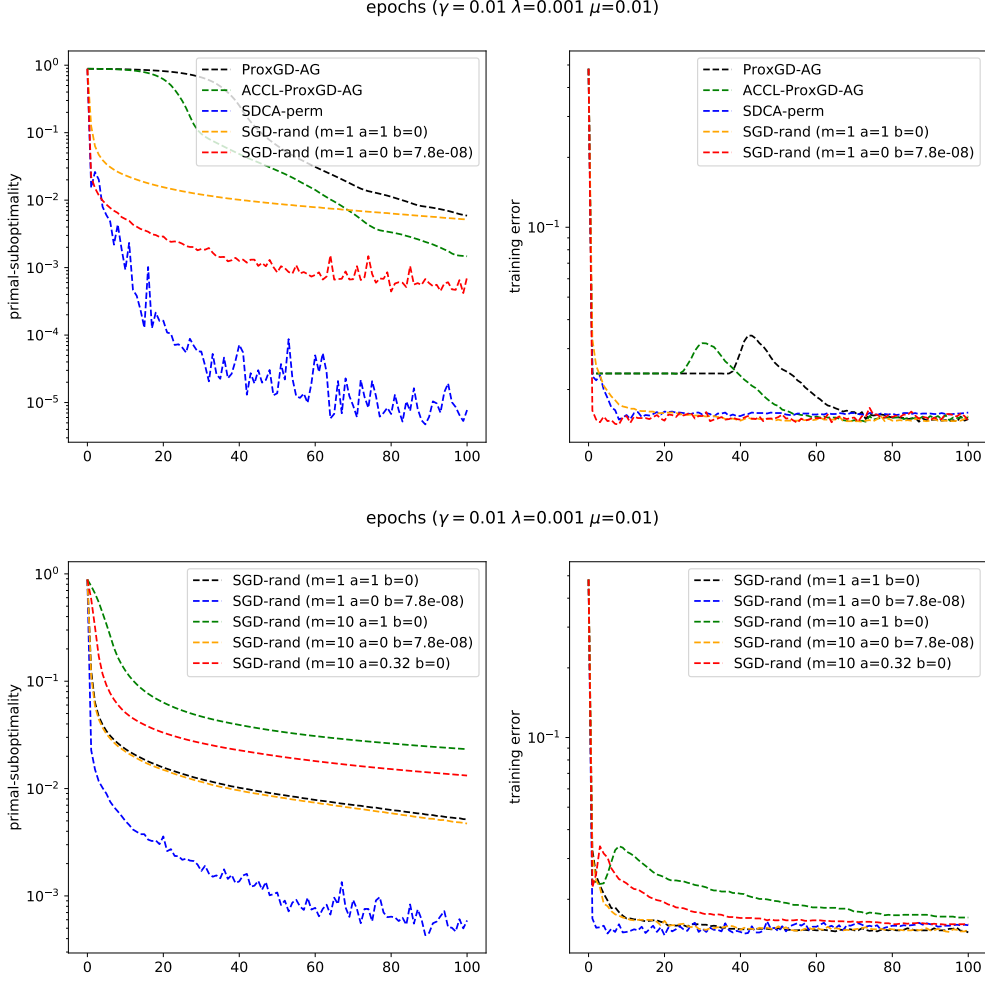 epochs (γ = 0.01 λ=0.001 μ=0.01)
primal-suboptimality
10⁰
10⁻¹
10⁻²
10⁻³
10⁻⁴
10⁻⁵
0 20 40 60 80 100
ProxGD-AG
ACCL-ProxGD-AG
SDCA-perm
SGD-rand (m=1 a=1 b=0)
SGD-rand (m=1 a=0 b=7.8e-08)
training error
10⁻¹
0 20 40 60 80 100
ProxGD-AG
ACCL-ProxGD-AG
SDCA-perm
SGD-rand (m=1 a=1 b=0)
SGD-rand (m=1 a=0 b=7.8e-08)
epochs (γ = 0.01 λ=0.001 μ=0.01)
primal-suboptimality
10⁰
10⁻¹
10⁻²
10⁻³
0 20 40 60 80 100
SGD-rand (m=1 a=1 b=0)
SGD-rand (m=1 a=0 b=7.8e-08)
SGD-rand (m=10 a=1 b=0)
SGD-rand (m=10 a=0 b=7.8e-08)
SGD-rand (m=10 a=0.32 b=0)
training error
10⁻¹
0 20 40 60 80 100
SGD-rand (m=1 a=1 b=0)
SGD-rand (m=1 a=0 b=7.8e-08)
SGD-rand (m=10 a=1 b=0)
SGD-rand (m=10 a=0 b=7.8e-08)
SGD-rand (m=10 a=0.32 b=0)